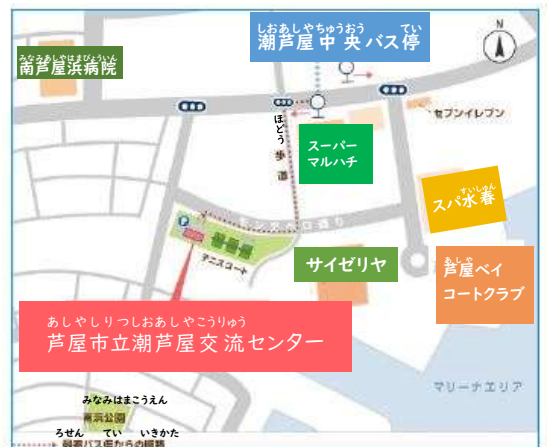 しおあしやちゅうおう てい
潮芦屋中央バス停
N
みなみあしやはまびょういん
南芦屋浜病院
セブンイレブン
ほどう
歩道
スーパー
マルハチ
すいしゅん
スパ水春
P
テニスコート
サイゼリヤ
あしや
芦屋ベイ
コートクラブ
あしやしりつしおあしやこうりゅう
芦屋市立潮芦屋交流センター
マリーナエリア
みなみはまこうえん
南浜公園
ろせん てい いきかた